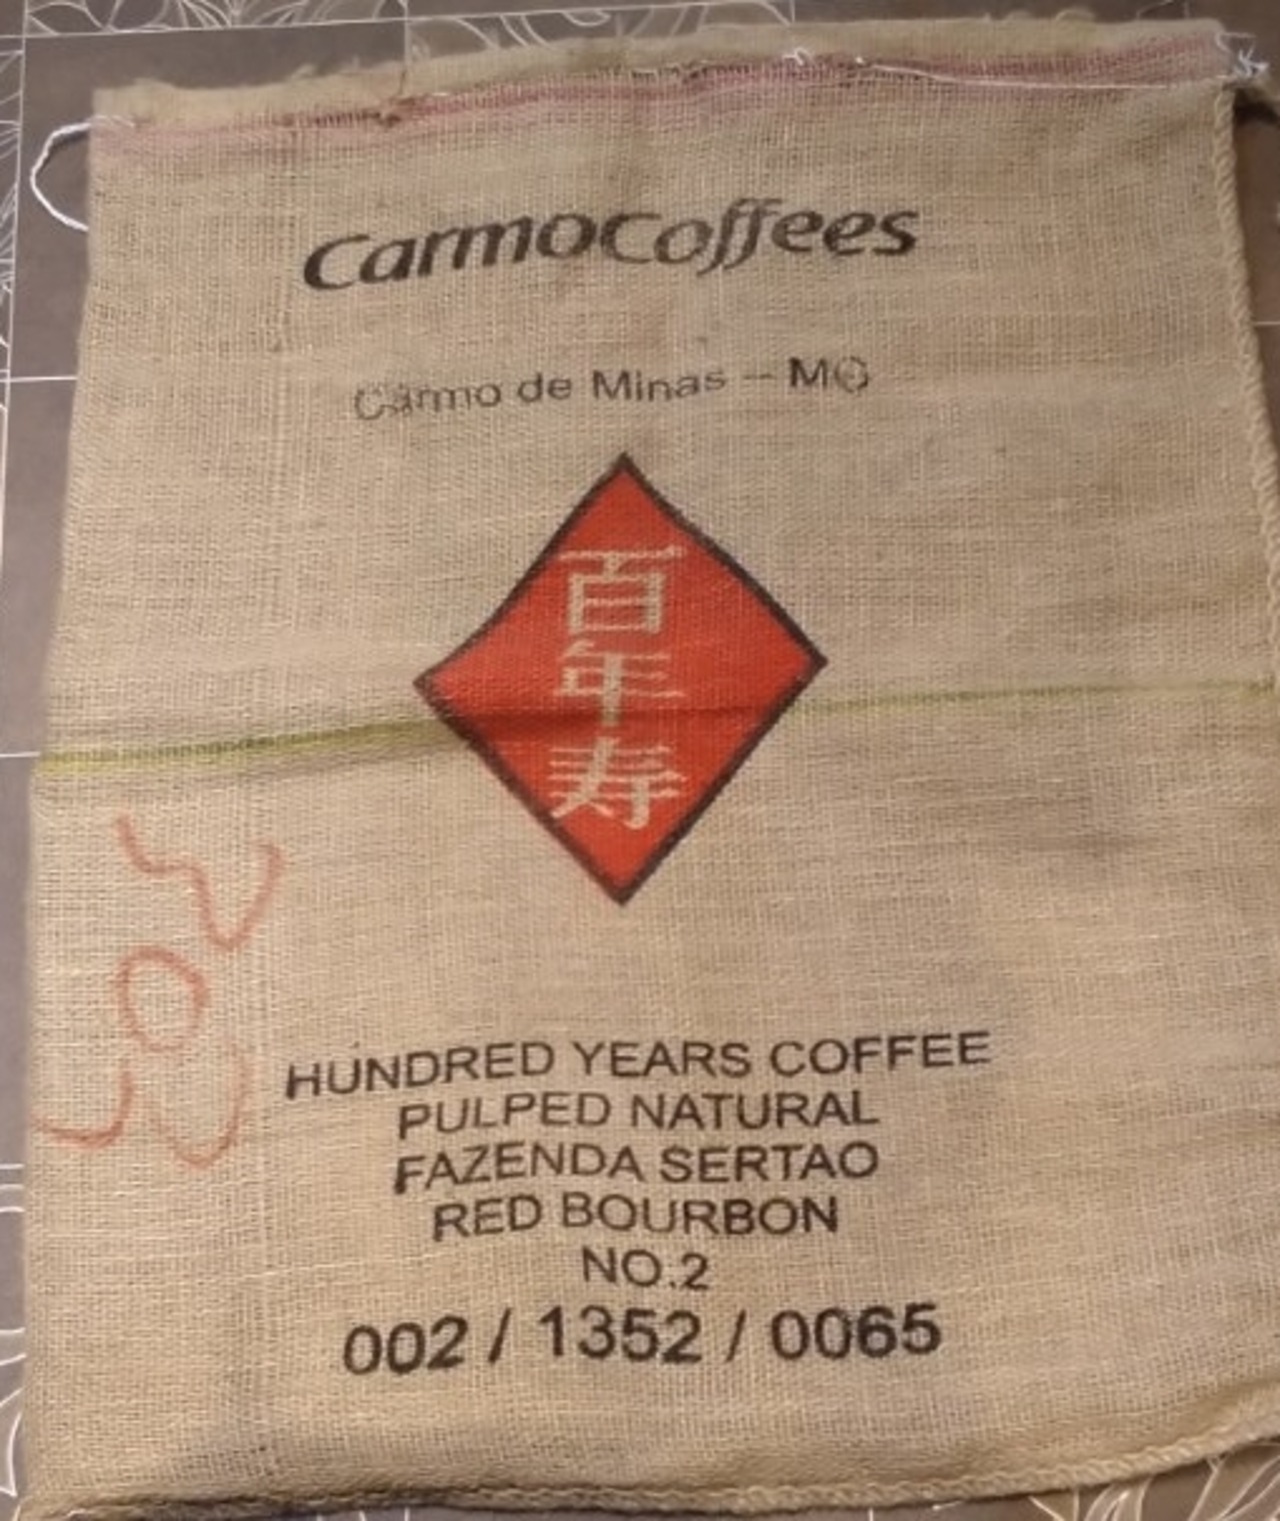 CarmoCoffees
Carmo de Minas – MG
百年寿
HUNDRED YEARS COFFEE
PULPED NATURAL
FAZENDA SERTAO
RED BOURBON
NO.2
002 / 1352 / 0065